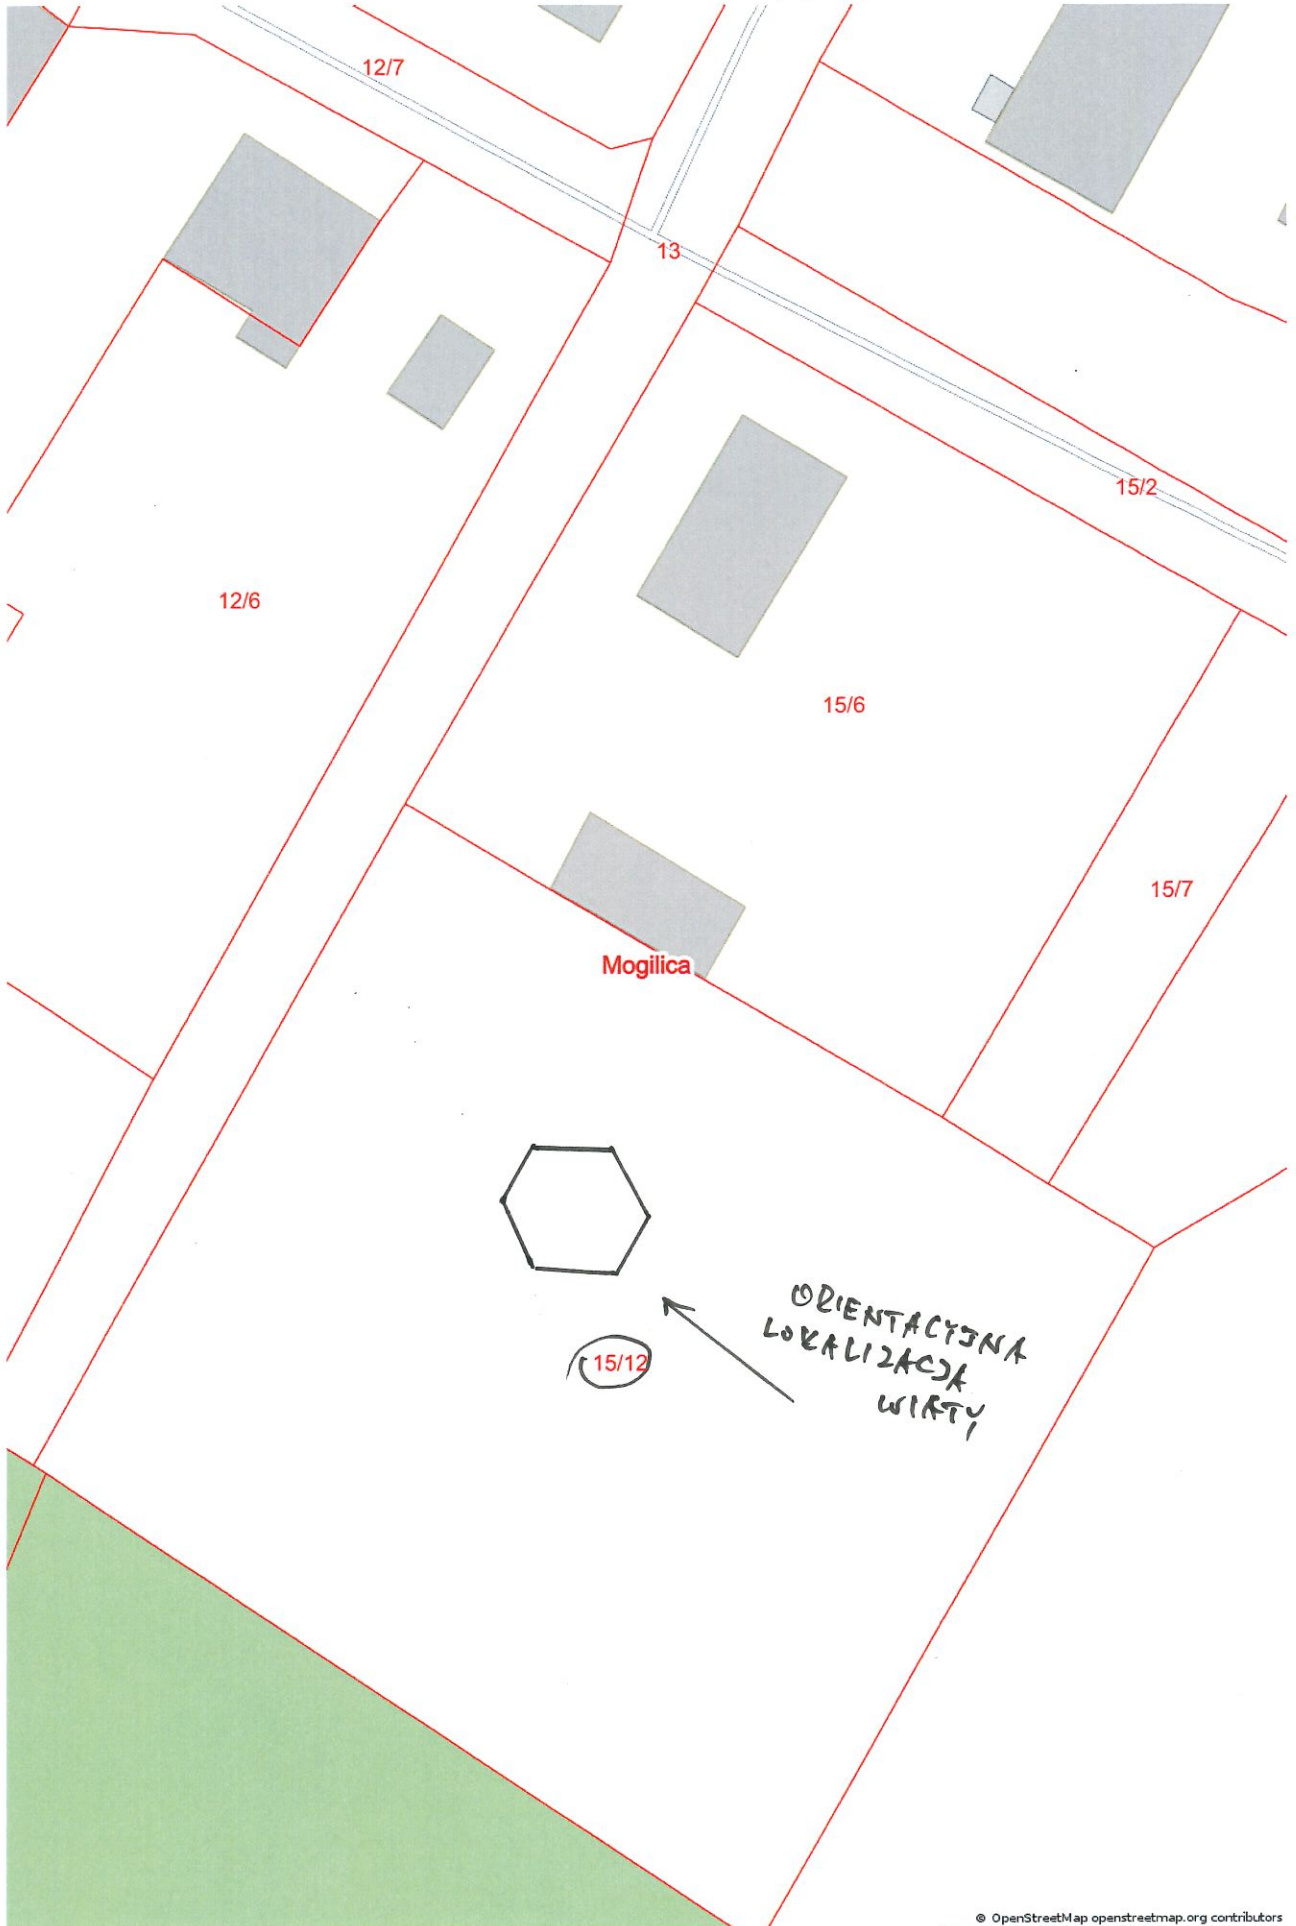 12/7
13
15/2
12/6
15/6
15/7
Mogilica
ORIENTACYJNA
LOKALIZACJA
WIATY
15/12
© OpenStreetMap openstreetmap.org contributors